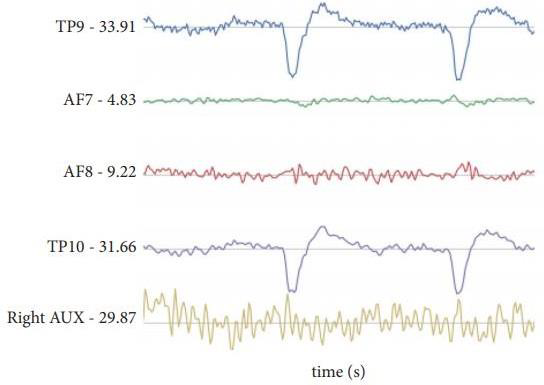 TP9 - 33.91
AF7 - 4.83
AF8 - 9.22
TP10 - 31.66
Right AUX - 29.87
time (s)